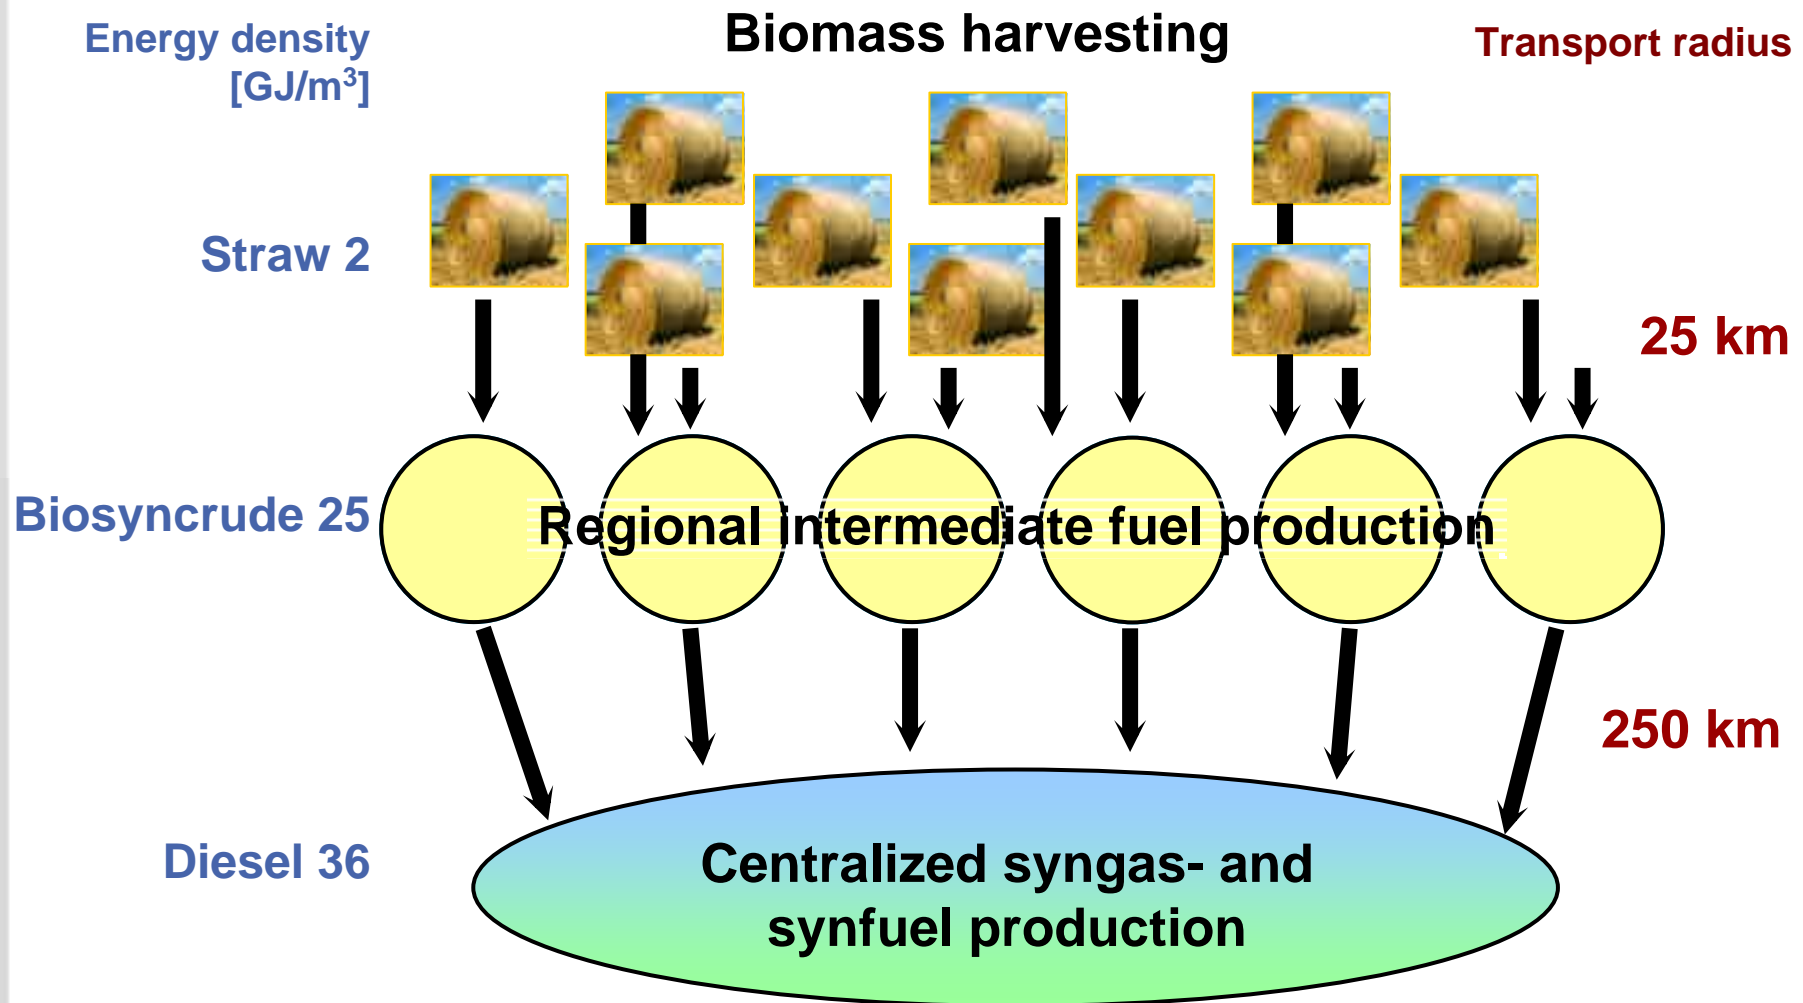 Energy density
[GJ/m³]
Biomass harvesting
Transport radius
Straw 2
25 km
Biosyncrude 25
Regional intermediate fuel production
250 km
Diesel 36
Centralized syngas- and
synfuel production